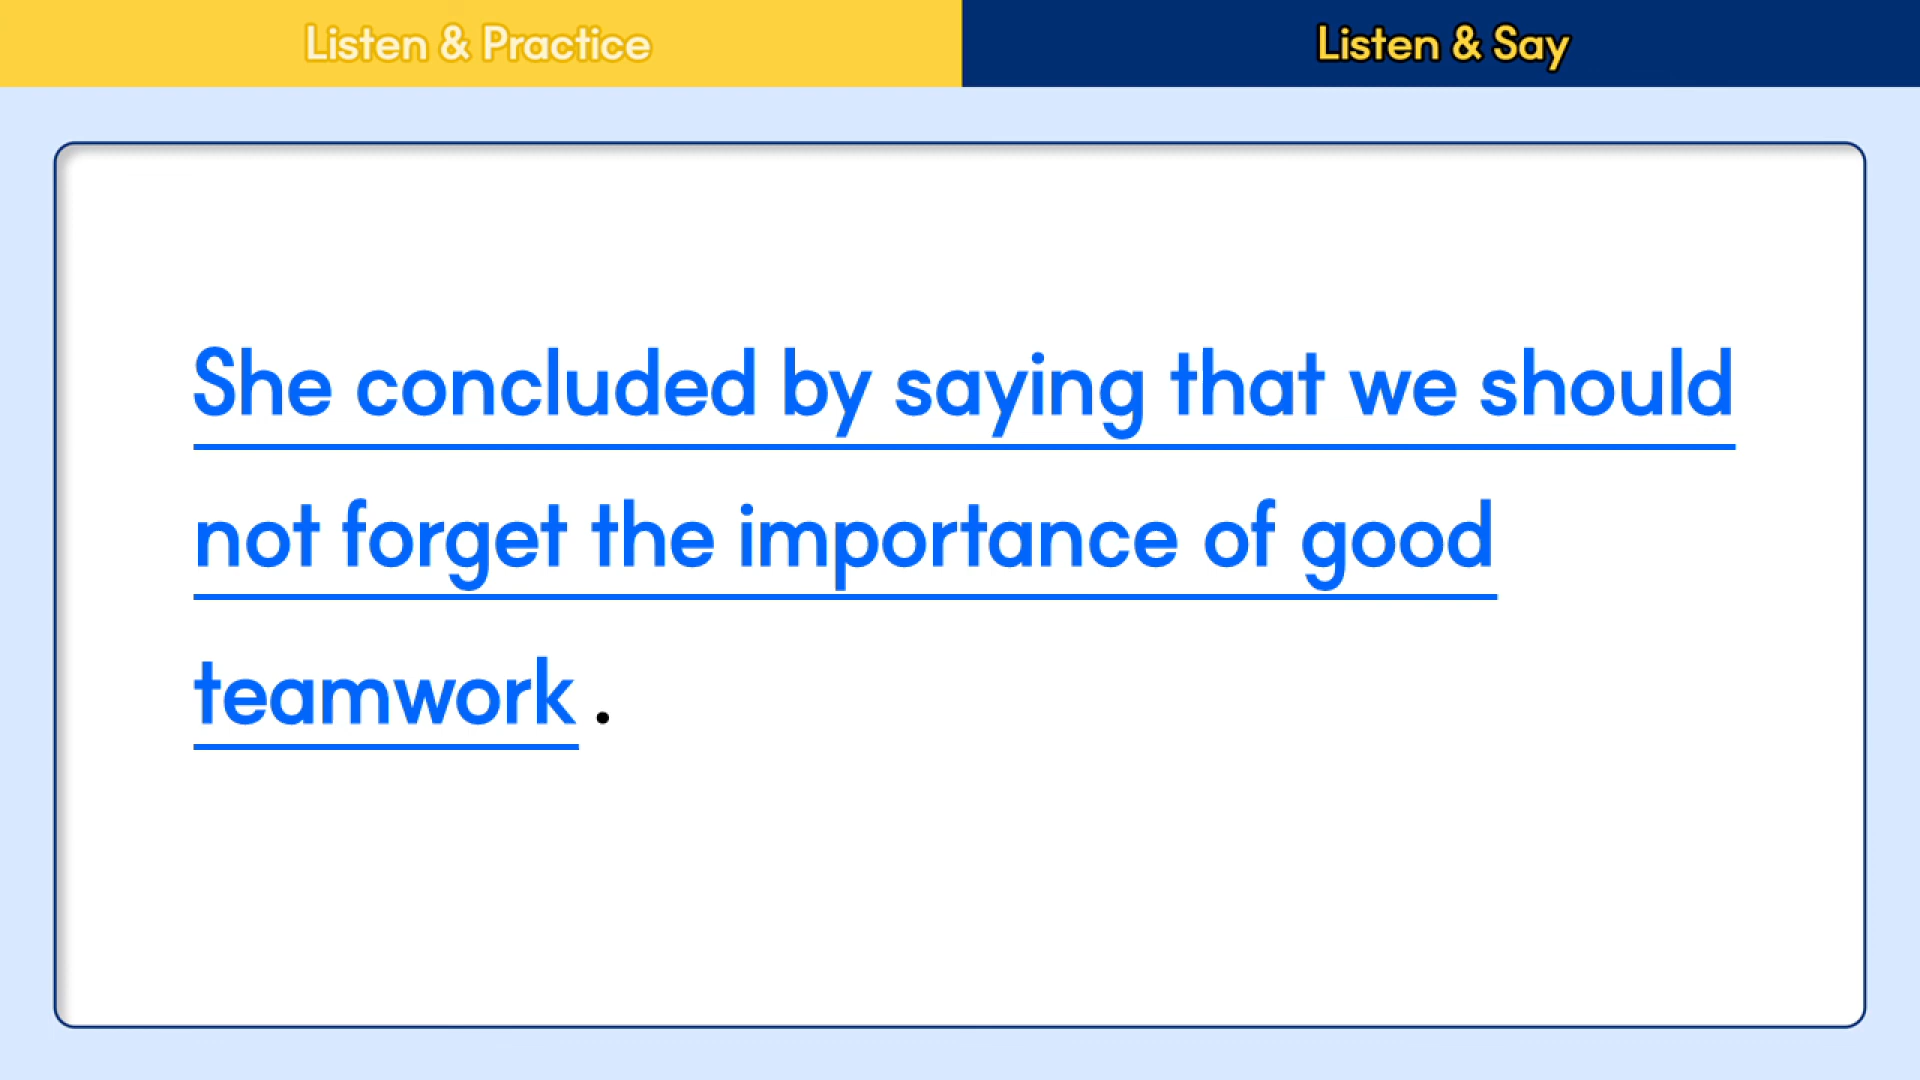 Listen & Practice
Listen & Say
She concluded by saying that we should
not forget the importance of good
teamwork .